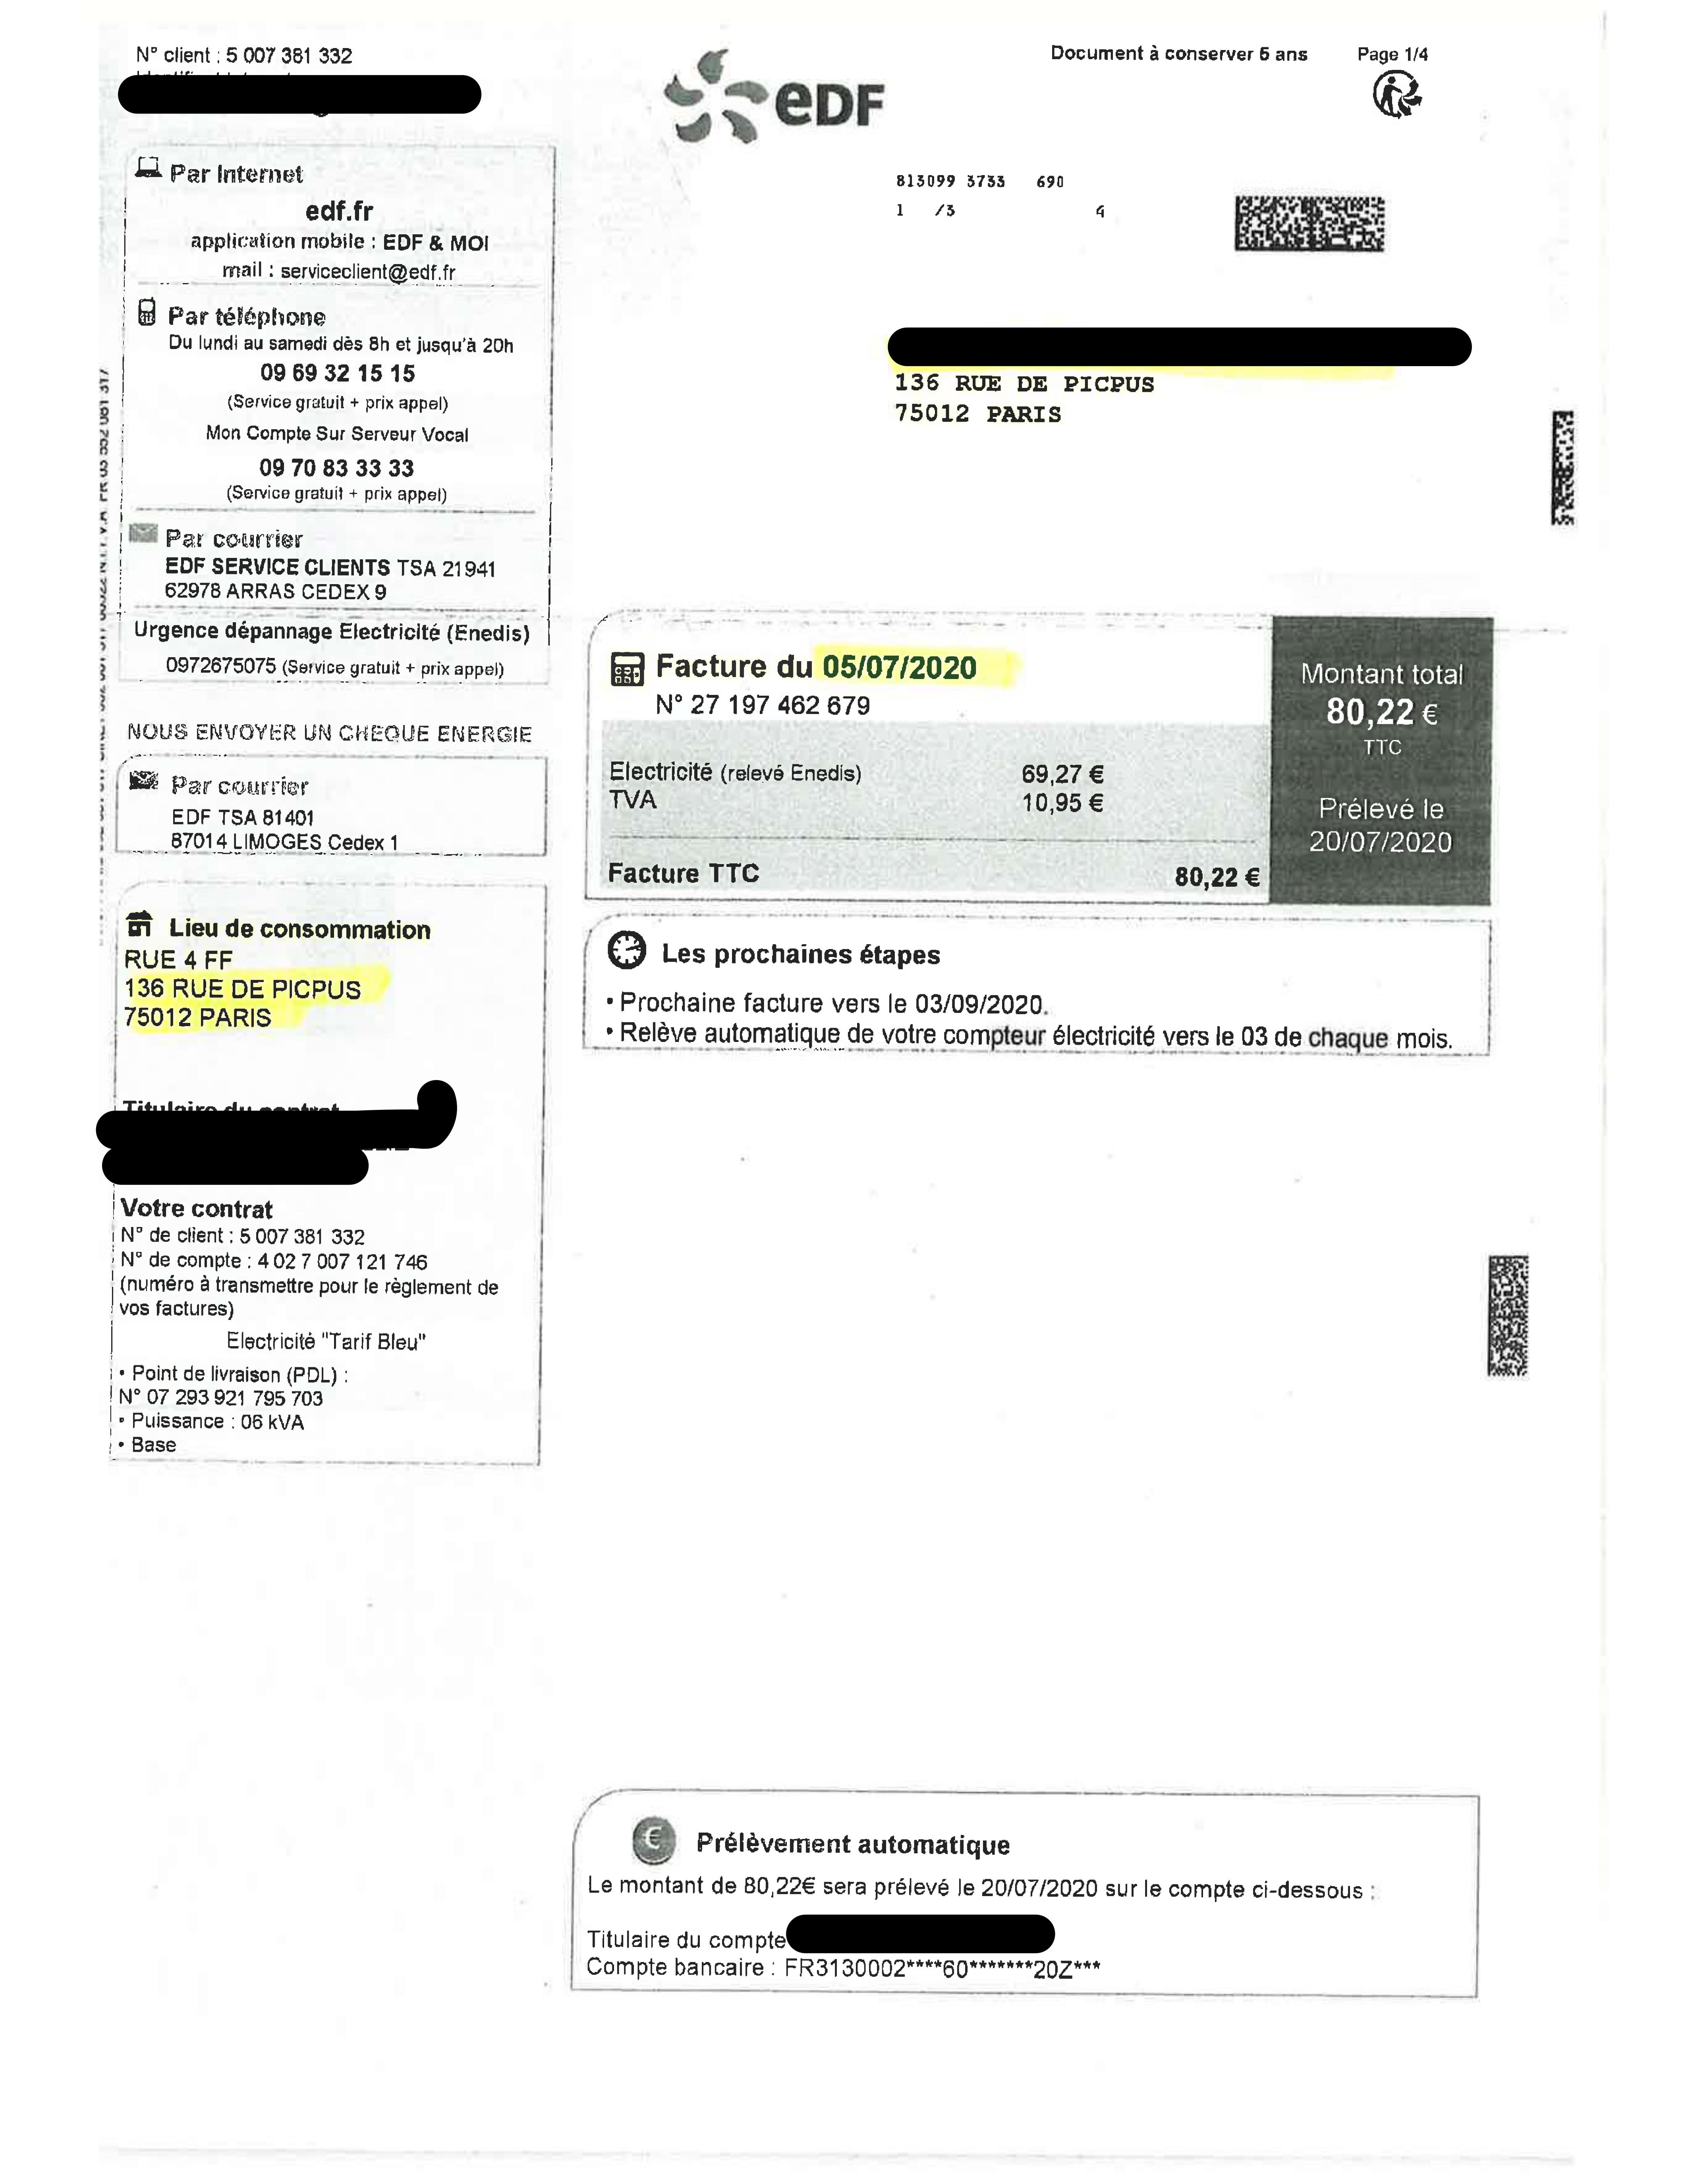 N° client : 5 007 381 332
Document à conserver 5 ans
Page 1/4
eDF
Par Internet
edf.fr
application mobile : EDF & MOI
mail : serviceclient@edf.fr
Par téléphone
Du lundi au samedi dès 8h et jusqu'à 20h
09 69 32 15 15
(Service gratuit + prix appel)
Mon Compte Sur Serveur Vocal
09 70 83 33 33
(Service gratuit + prix appel)
Par courrier
EDF SERVICE CLIENTS TSA 21941
62978 ARRAS CEDEX 9
Urgence dépannage Electricité (Enedis)
0972675075 (Service gratuit + prix appel)
NOUS ENVOYER UN CHEQUE ENERGIE
Par courrier
EDF TSA 81401
87014 LIMOGES Cedex 1
Lieu de consommation
RUE 4 FF
136 RUE DE PICPUS
75012 PARIS
Titulaire du contrat
Votre contrat
N° de client : 5 007 381 332
N° de compte : 4 02 7 007 121 746
(numéro à transmettre pour le règlement de
vos factures)
Electricité "Tarif Bleu"
• Point de livraison (PDL) :
N° 07 293 921 795 703
• Puissance : 06 kVA
• Base
813099 3733 690
1 /3 4
136 RUE DE PICPUS
75012 PARIS
Facture du 05/07/2020
N° 27 197 462 679
Electricité (relevé Enedis) 69,27 €
TVA 10,95 €
Facture TTC 80,22 €
Montant total
80,22 €
TTC
Prélevé le
20/07/2020
Les prochaines étapes
• Prochaine facture vers le 03/09/2020.
• Relève automatique de votre compteur électricité vers le 03 de chaque mois.
€ Prélèvement automatique
Le montant de 80,22€ sera prélevé le 20/07/2020 sur le compte ci-dessous :
Titulaire du compte
Compte bancaire : FR3130002****60*******20Z***